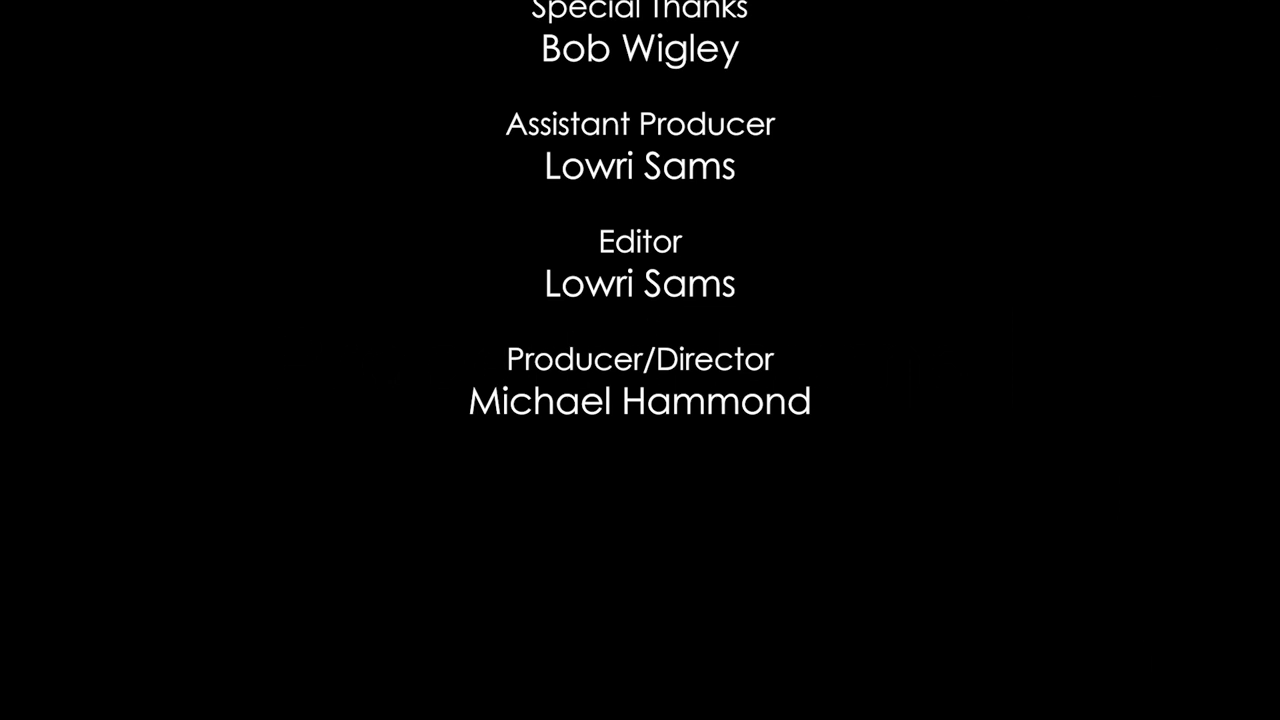 Special Thanks
Bob Wigley
Assistant Producer
Lowri Sams
Editor
Lowri Sams
Producer/Director
Michael Hammond